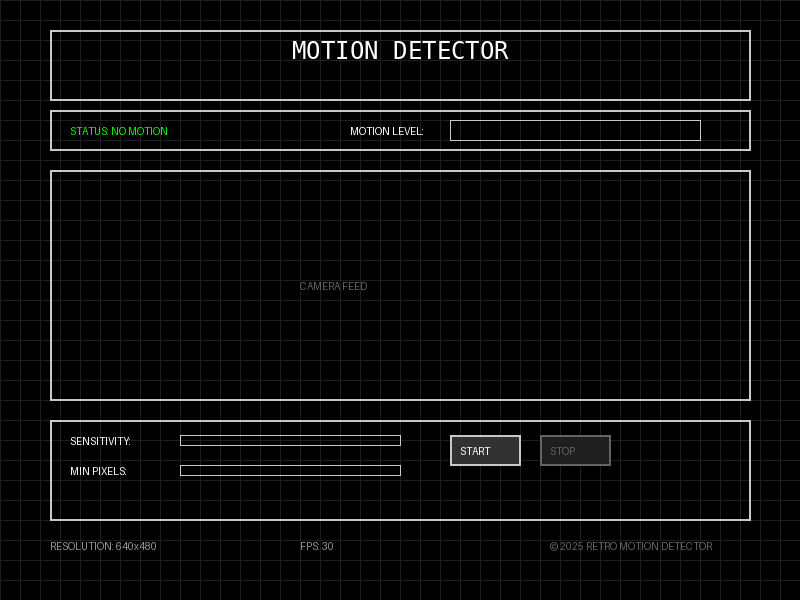 MOTION DETECTOR
STATUS: NO MOTION
MOTION LEVEL:
CAMERA FEED
SENSITIVITY:
START
STOP
MIN PIXELS:
RESOLUTION: 640x480
FPS: 30
© 2025 RETRO MOTION DETECTOR